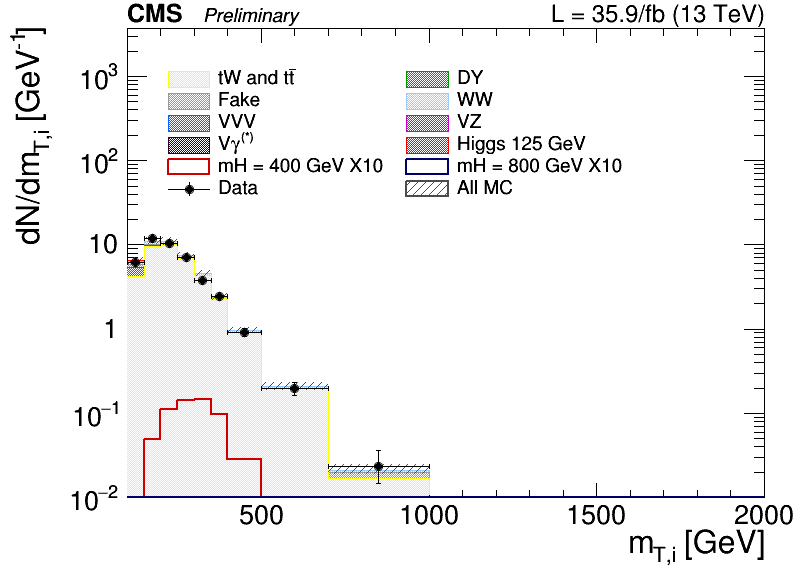 CMS Preliminary L = 35.9/fb (13 TeV)
dN/dm_{T,i} [GeV⁻¹]
10³
10²
10
1
10⁻¹
10⁻²
tW and tt̄ DY
Fake WW
VVV VZ
Vγ⁽*⁾ Higgs 125 GeV
mH = 400 GeV X10 mH = 800 GeV X10
Data All MC
500 1000 1500 2000
m_{T,i} [GeV]